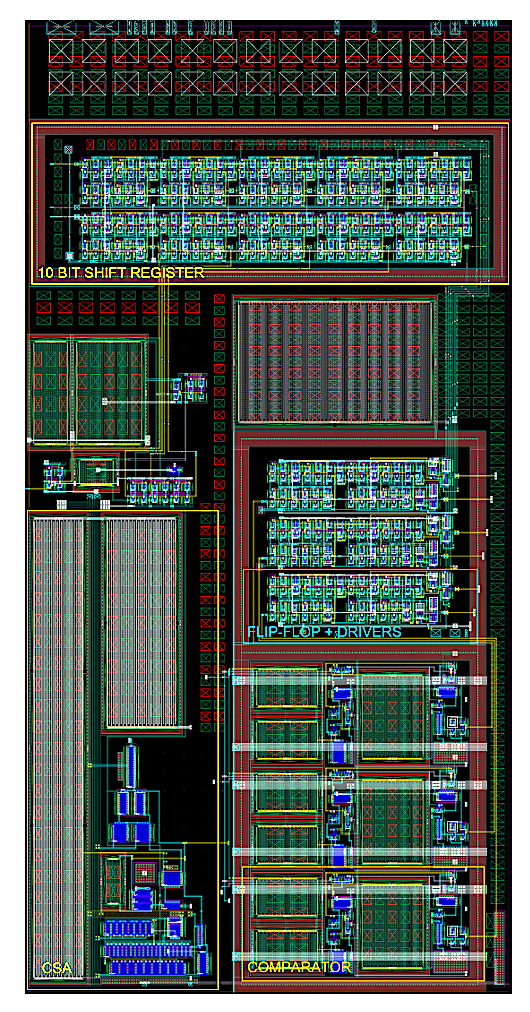 10 BIT SHIFT REGISTER
FLIP-FLOP + DRIVERS
CSA
COMPARATOR